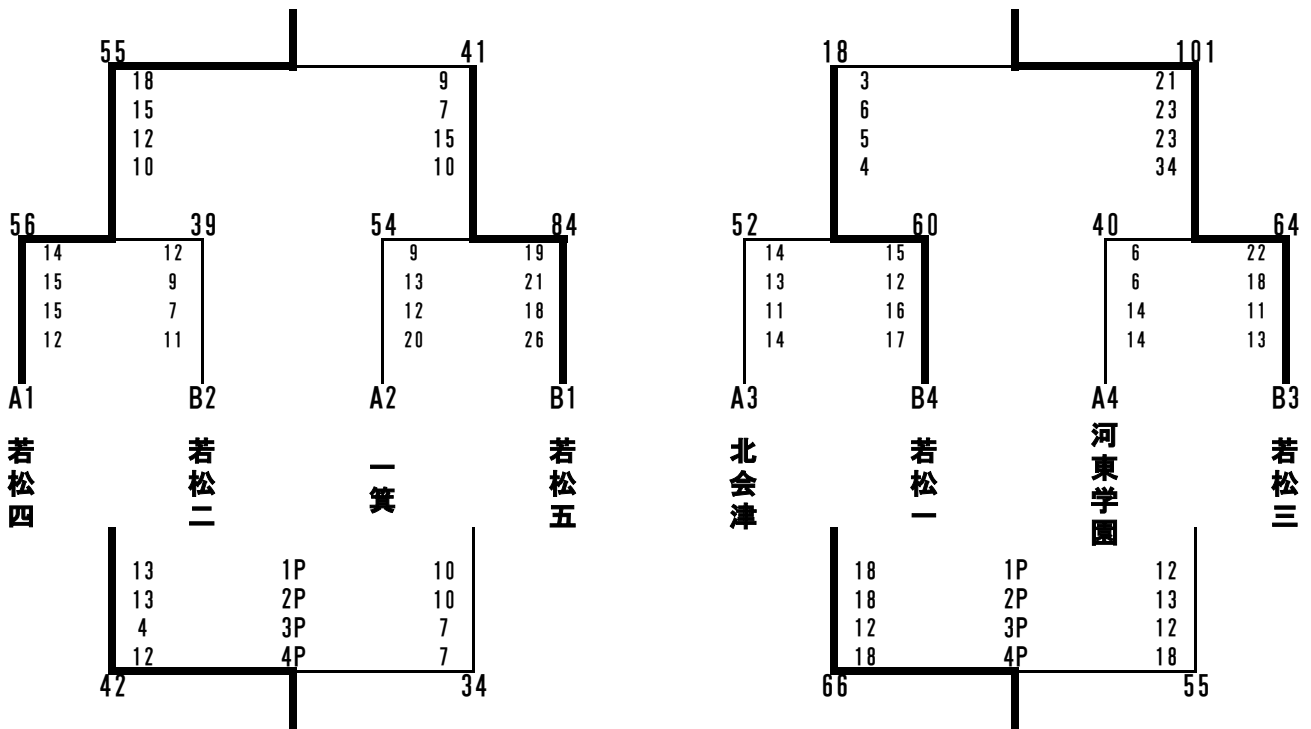 55 41 18 101
18 9 3 21
15 7 6 23
12 15 5 23
10 10 4 34
56 39 54 84 52 60 40 64
14 12 9 19 14 15 6 22
15 9 13 21 13 12 6 18
15 7 12 18 11 16 14 11
12 11 20 26 14 17 14 13
A1 B2 A2 B1 A3 B4 A4 B3
若松四
若松二
一箕
若松五
北会津
若松一
河東学園
若松三
13 1P 10 18 1P 12
13 2P 10 18 2P 13
4 3P 7 12 3P 12
12 4P 7 18 4P 18
42 34 66 55